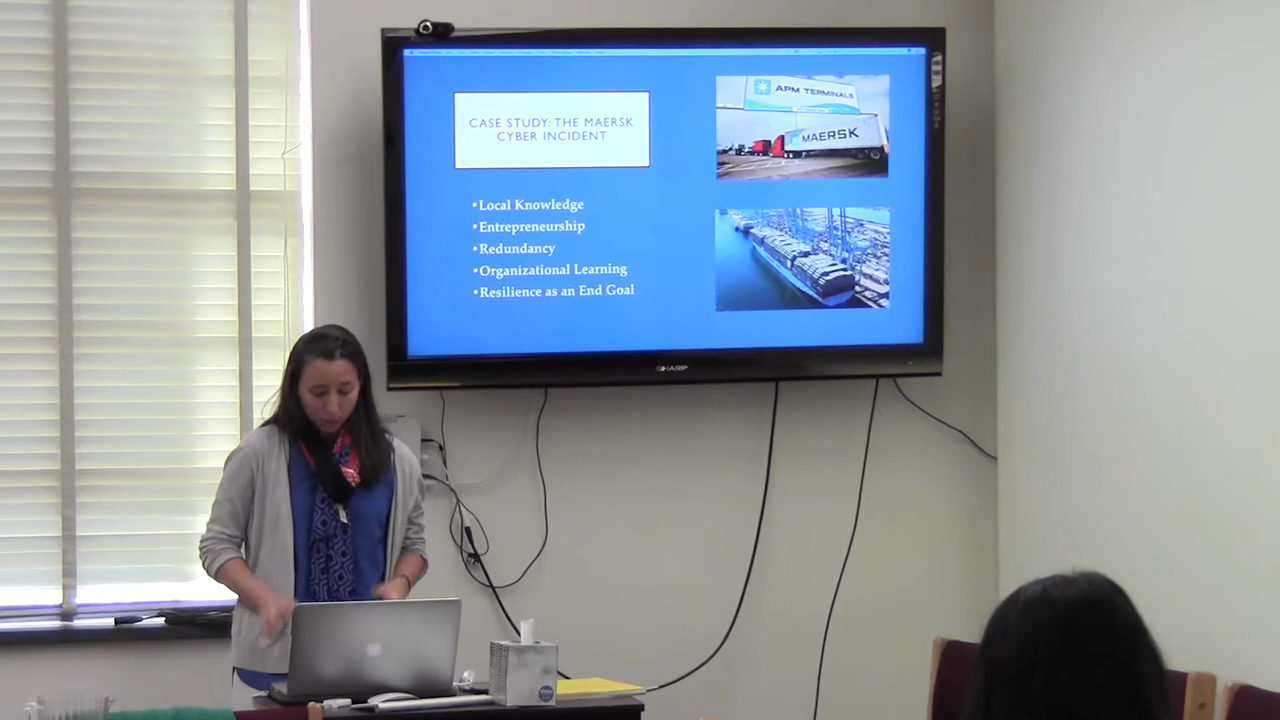 CASE STUDY: THE MAERSK
CYBER INCIDENT
•Local Knowledge
•Entrepreneurship
•Redundancy
•Organizational Learning
•Resilience as an End Goal
APM TERMINALS
MAERSK
SHARP